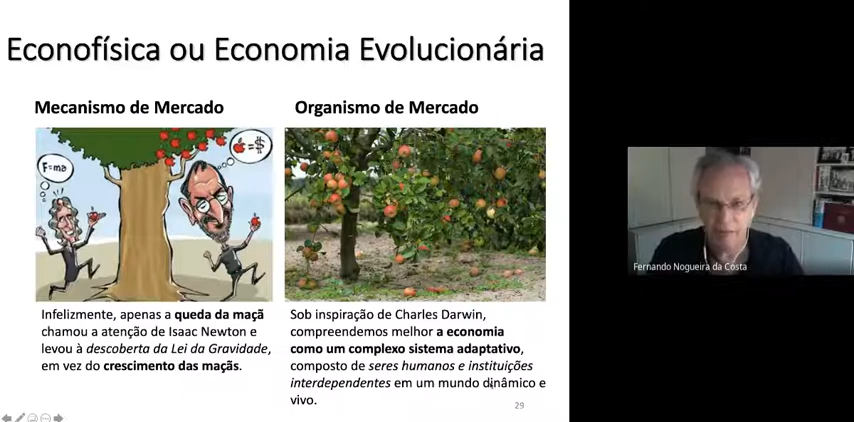 Econofísica ou Economia Evolucionária
Mecanismo de Mercado
Organismo de Mercado
F=ma
=$
Infelizmente, apenas a queda da maçã
chamou a atenção de Isaac Newton e
levou à descoberta da Lei da Gravidade,
em vez do crescimento das maçãs.
Sob inspiração de Charles Darwin,
compreendemos melhor a economia
como um complexo sistema adaptativo,
composto de seres humanos e instituições
interdependentes em um mundo dinâmico e
vivo.
29
Fernando Nogueira da Costa